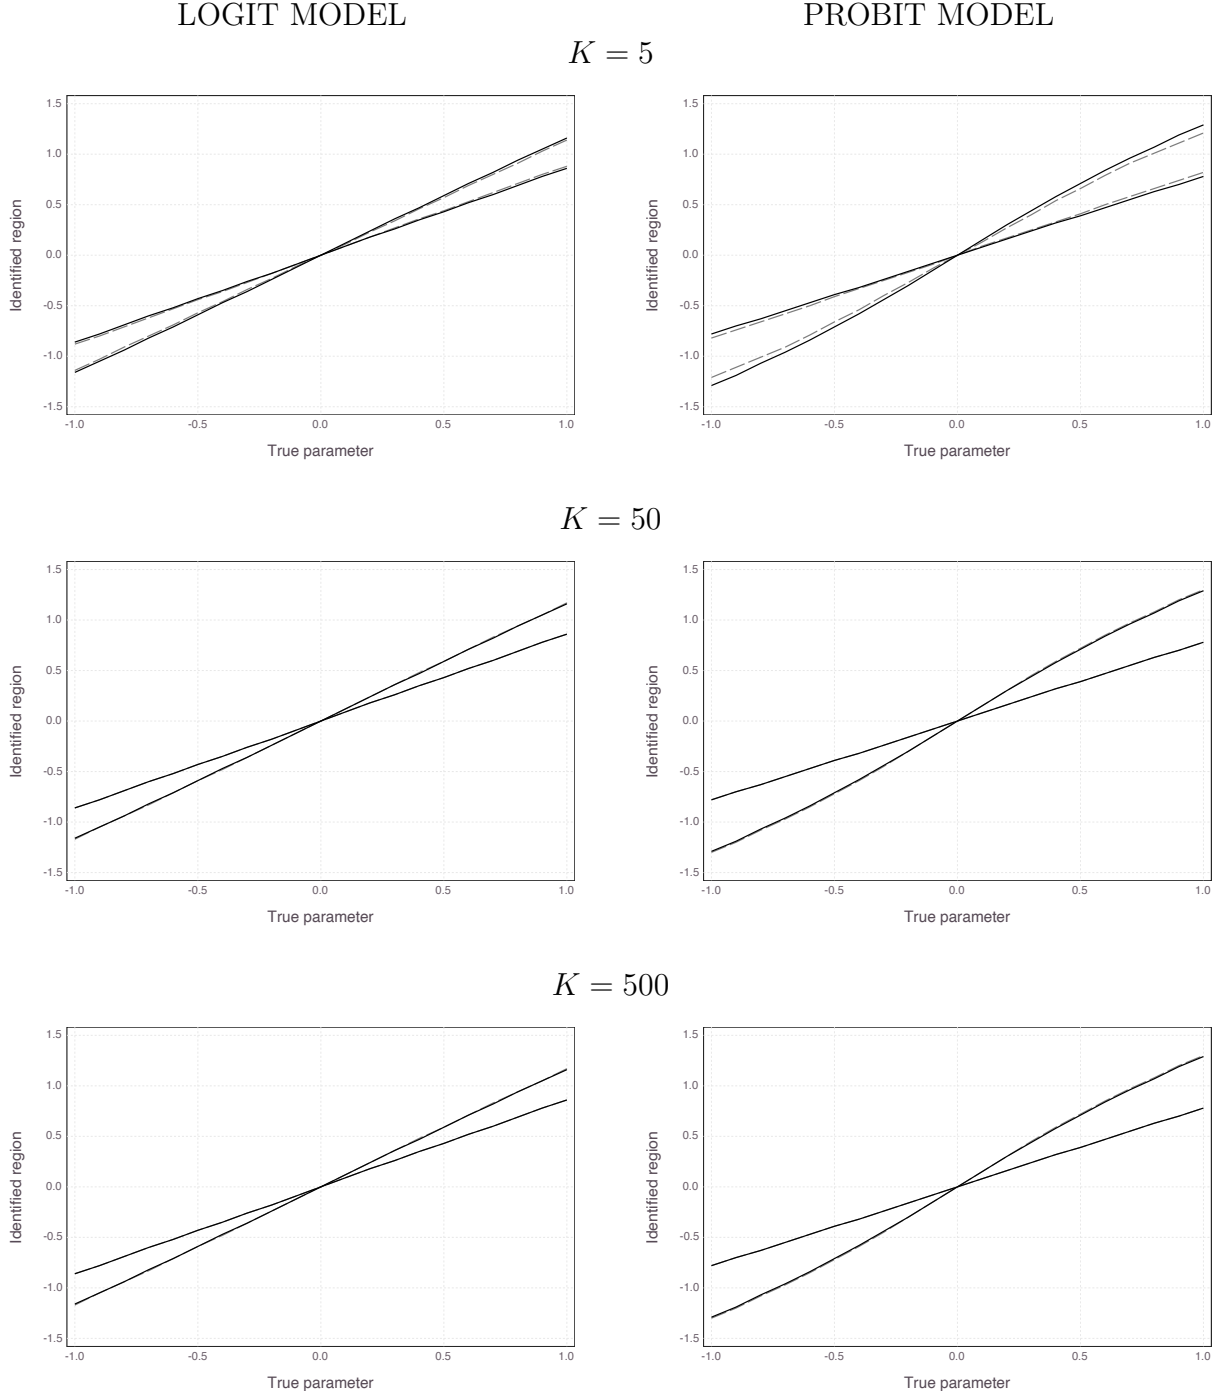 LOGIT MODEL PROBIT MODEL
K = 5
1.5 1.5
1.0 1.0
0.5 0.5
0.0 0.0
-0.5 -0.5
-1.0 -1.0
-1.5 -1.5
Identified region Identified region
-1.0 -0.5 0.0 0.5 1.0 -1.0 -0.5 0.0 0.5 1.0
True parameter True parameter
K = 50
1.5 1.5
1.0 1.0
0.5 0.5
0.0 0.0
-0.5 -0.5
-1.0 -1.0
-1.5 -1.5
Identified region Identified region
-1.0 -0.5 0.0 0.5 1.0 -1.0 -0.5 0.0 0.5 1.0
True parameter True parameter
K = 500
1.5 1.5
1.0 1.0
0.5 0.5
0.0 0.0
-0.5 -0.5
-1.0 -1.0
-1.5 -1.5
Identified region Identified region
-1.0 -0.5 0.0 0.5 1.0 -1.0 -0.5 0.0 0.5 1.0
True parameter True parameter